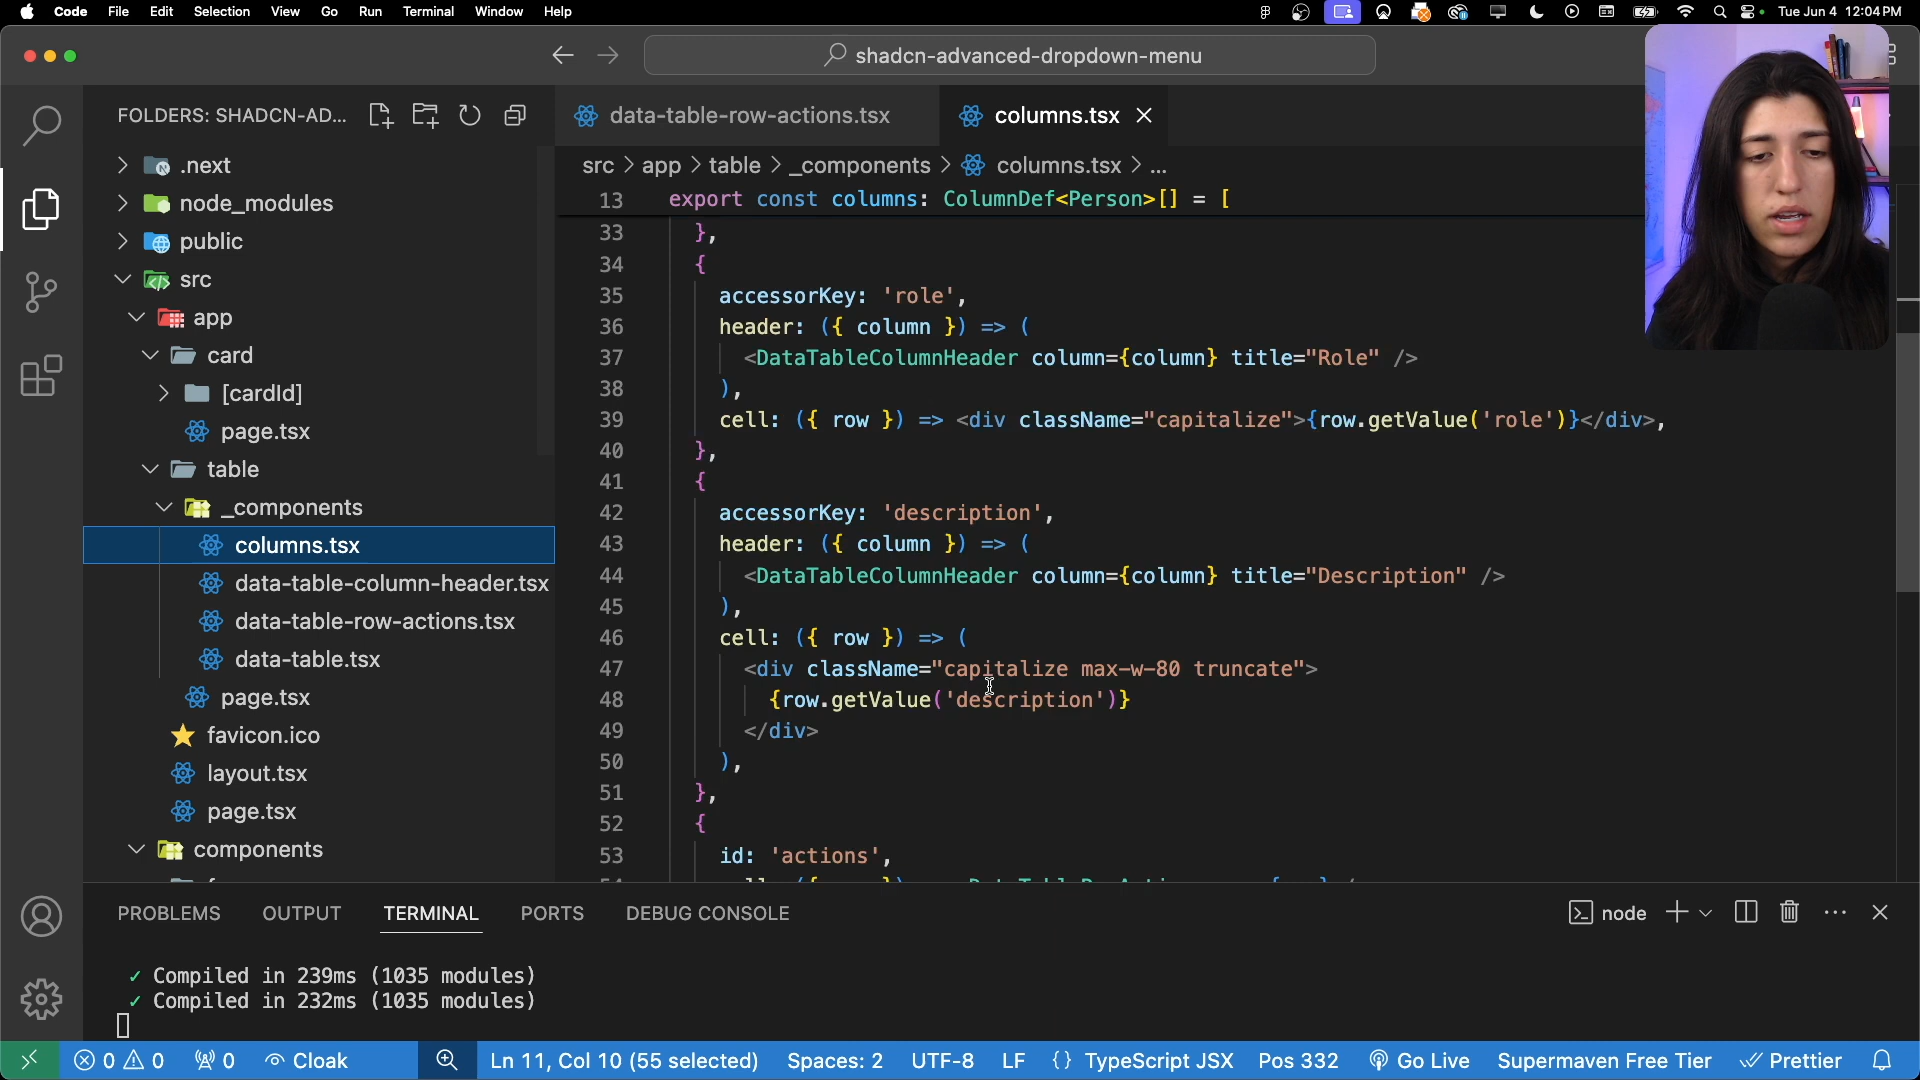 Code File Edit Selection View Go Run Terminal Window Help Tue Jun 4 12:04 PM
shadcn-advanced-dropdown-menu
FOLDERS: SHADCN-AD...
data-table-row-actions.tsx columns.tsx
src > app > table > _components > columns.tsx > ...
.next
node_modules
public
src
app
card
[cardId]
page.tsx
table
_components
columns.tsx
data-table-column-header.tsx
data-table-row-actions.tsx
data-table.tsx
page.tsx
favicon.ico
layout.tsx
page.tsx
components
13 export const columns: ColumnDef<Person>[] = [
33 },
34 {
35 accessorKey: 'role',
36 header: ({ column }) => (
37 <DataTableColumnHeader column={column} title="Role" />
38 ),
39 cell: ({ row }) => <div className="capitalize">{row.getValue('role')}</div>,
40 },
41 {
42 accessorKey: 'description',
43 header: ({ column }) => (
44 <DataTableColumnHeader column={column} title="Description" />
45 ),
46 cell: ({ row }) => (
47 <div className="capitalize max-w-80 truncate">
48 {row.getValue('description')}
49 </div>
50 ),
51 },
52 {
53 id: 'actions',
PROBLEMS OUTPUT TERMINAL PORTS DEBUG CONSOLE node
✓ Compiled in 239ms (1035 modules)
✓ Compiled in 232ms (1035 modules)
0 0 0 Cloak Ln 11, Col 10 (55 selected) Spaces: 2 UTF-8 LF {} TypeScript JSX Pos 332 Go Live Supermaven Free Tier Prettier